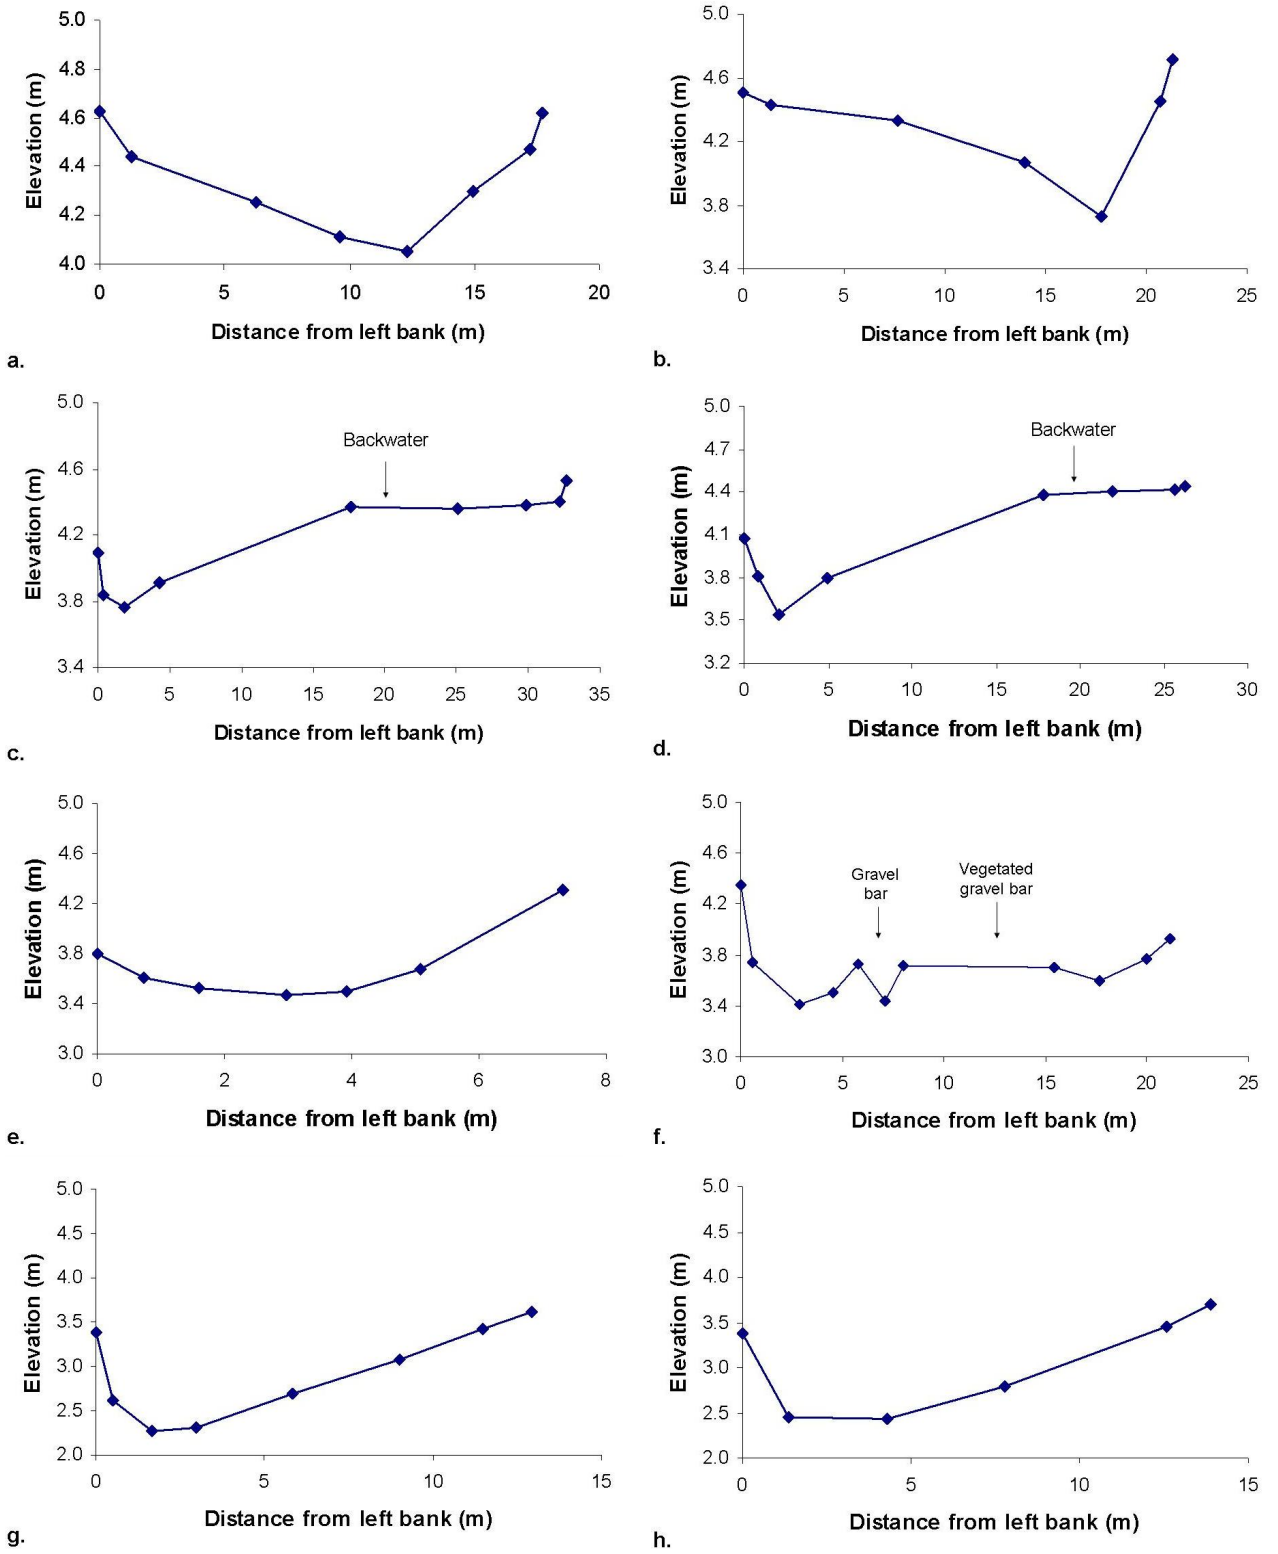 5.0
4.8
4.6
4.4
4.2
4.0
Elevation (m)
0 5 10 15 20
Distance from left bank (m)
a.
5.0
4.6
4.2
3.8
3.4
Elevation (m)
0 5 10 15 20 25
Distance from left bank (m)
b.
5.0
4.6
4.2
3.8
3.4
Elevation (m)
Backwater
0 5 10 15 20 25 30 35
Distance from left bank (m)
c.
5.0
4.7
4.4
4.1
3.8
3.5
3.2
Elevation (m)
Backwater
0 5 10 15 20 25 30
Distance from left bank (m)
d.
5.0
4.6
4.2
3.8
3.4
3.0
Elevation (m)
0 2 4 6 8
Distance from left bank (m)
e.
5.0
4.6
4.2
3.8
3.4
3.0
Elevation (m)
Gravel
bar
Vegetated
gravel bar
0 5 10 15 20 25
Distance from left bank (m)
f.
5.0
4.5
4.0
3.5
3.0
2.5
2.0
Elevation (m)
0 5 10 15
Distance from left bank (m)
g.
5.0
4.5
4.0
3.5
3.0
2.5
2.0
Elevation (m)
0 5 10 15
Distance from left bank (m)
h.